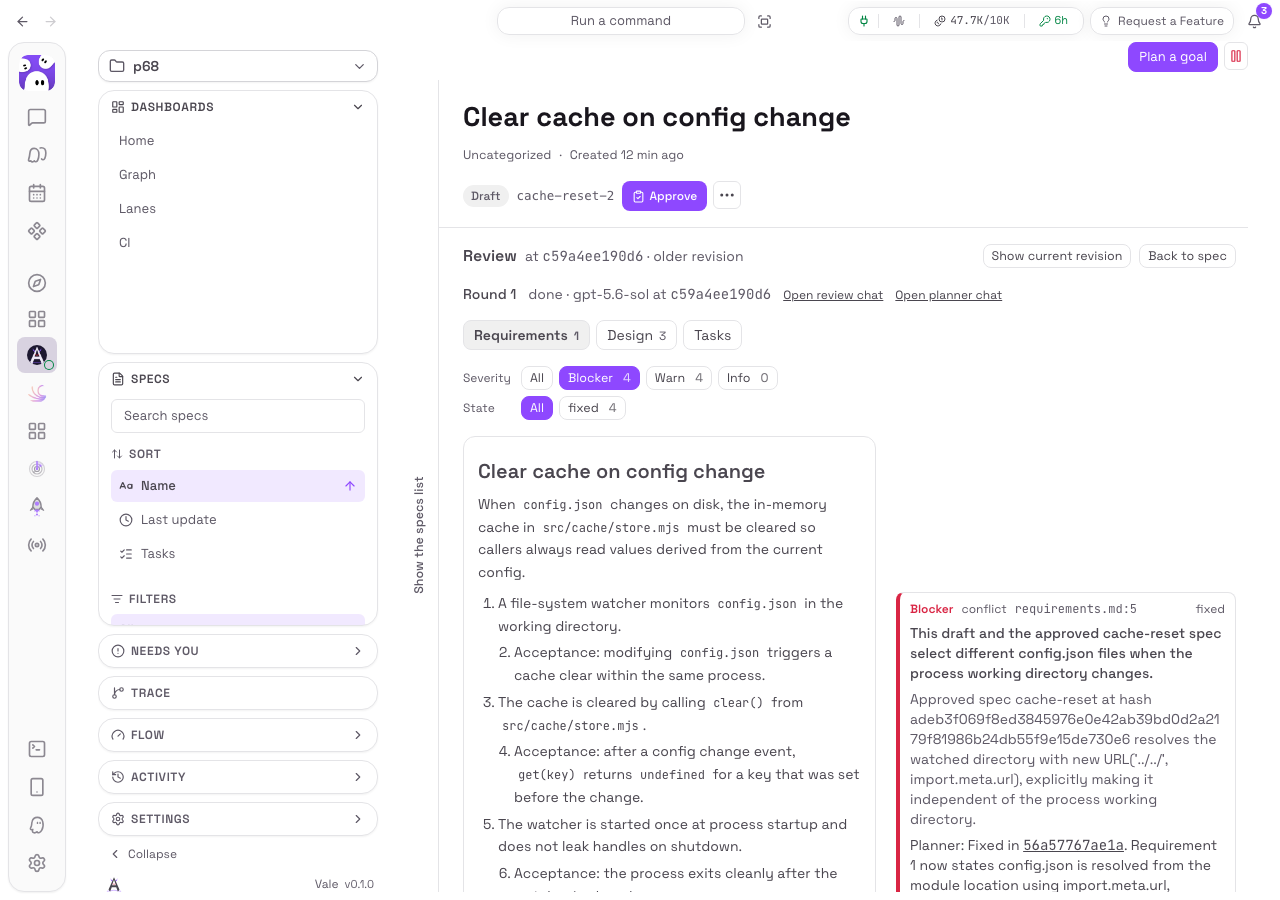 Run a command
47.7K/10K
6h
Request a Feature
3
p68
Plan a goal
DASHBOARDS
Home
Graph
Lanes
CI
SPECS
Search specs
SORT
Aa Name
Last update
Tasks
FILTERS
NEEDS YOU
TRACE
FLOW
ACTIVITY
SETTINGS
Collapse
Vale v0.1.0
Show the specs list
Clear cache on config change
Uncategorized · Created 12 min ago
Draft cache-reset-2 Approve
Review at c59a4ee190d6 · older revision
Show current revision Back to spec
Round 1 done · gpt-5.6-sol at c59a4ee190d6 Open review chat Open planner chat
Requirements 1 Design 3 Tasks
Severity All Blocker 4 Warn 4 Info 0
State All fixed 4
Clear cache on config change
When config.json changes on disk, the in-memory
cache in src/cache/store.mjs must be cleared so
callers always read values derived from the current
config.
1. A file-system watcher monitors config.json in the
working directory.
2. Acceptance: modifying config.json triggers a
cache clear within the same process.
3. The cache is cleared by calling clear() from
src/cache/store.mjs.
4. Acceptance: after a config change event,
get(key) returns undefined for a key that was set
before the change.
5. The watcher is started once at process startup and
does not leak handles on shutdown.
6. Acceptance: the process exits cleanly after the
Blocker conflict requirements.md:5 fixed
This draft and the approved cache-reset spec
select different config.json files when the
process working directory changes.
Approved spec cache-reset at hash
adeb3f069f8ed3845976e0e42ab39bd0d2a21
79f81986b24db55f9e15de730e6 resolves the
watched directory with new URL('../../',
import.meta.url), explicitly making it
independent of the process working
directory.
Planner: Fixed in 56a57767ae1a. Requirement
1 now states config.json is resolved from the
module location using import.meta.url,